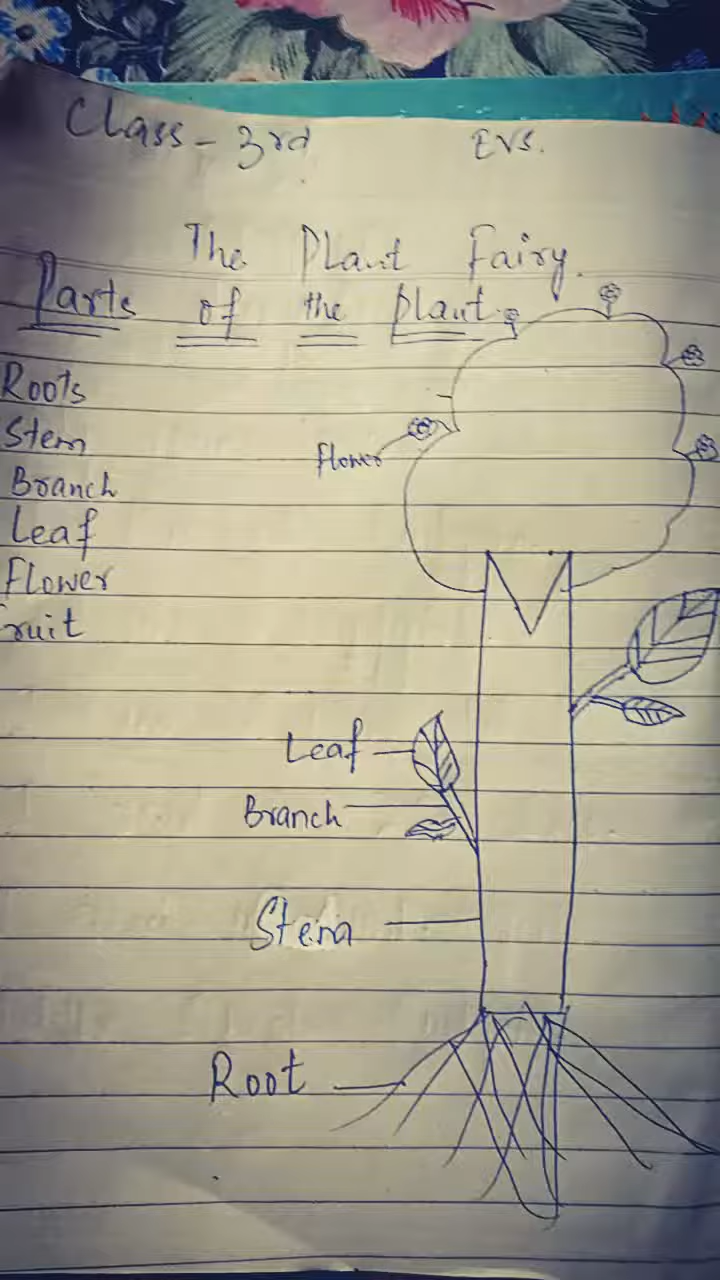 Class - 3rd EVS.
The Plant Fairy.
Parts of the plant.
Roots
Stem
Branch
Leaf
Flower
Fruit
Flower
Leaf
Branch
Stem
Root